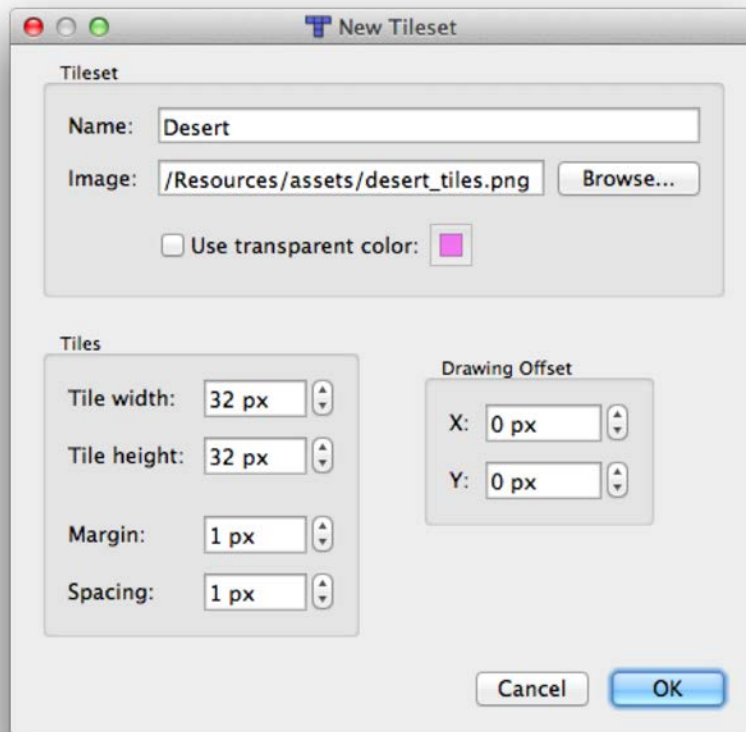 New Tileset
Tileset
Name: Desert
Image: /Resources/assets/desert_tiles.png Browse...
Use transparent color:
Tiles
Tile width: 32 px
Tile height: 32 px
Margin: 1 px
Spacing: 1 px
Drawing Offset
X: 0 px
Y: 0 px
Cancel OK